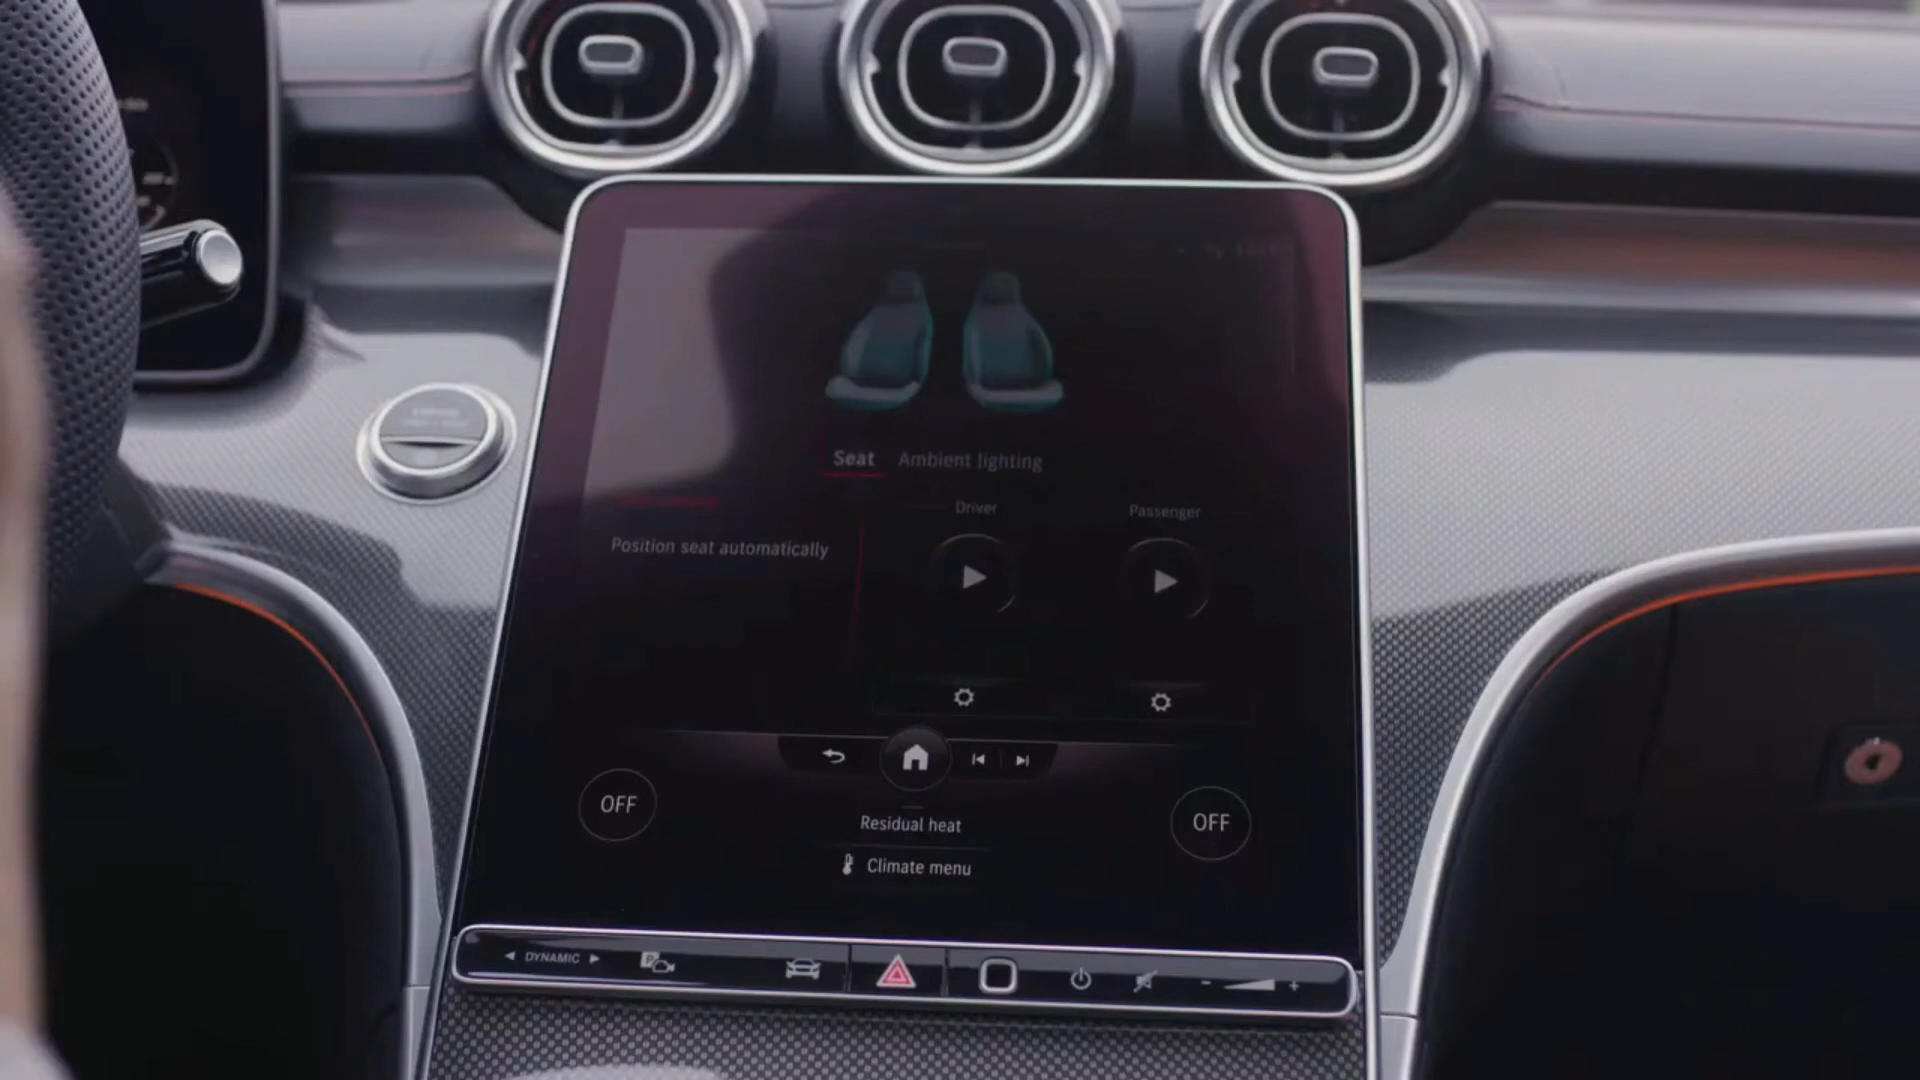 Seat Ambient lighting
Driver Passenger
Position seat automatically
OFF OFF
Residual heat
Climate menu
DYNAMIC
P
- +